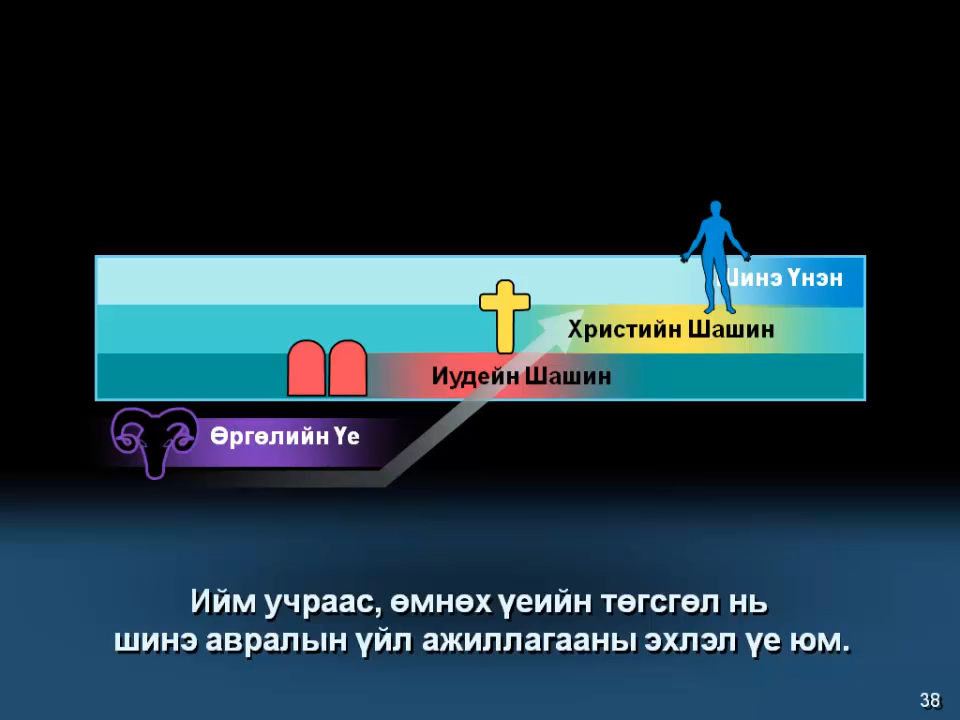 Шинэ Үнэн
Христийн Шашин
Иудейн Шашин
Өргөлийн Үе
Ийм учраас, өмнөх үеийн төгсгөл нь
шинэ авралын үйл ажиллагааны эхлэл үе юм.
38